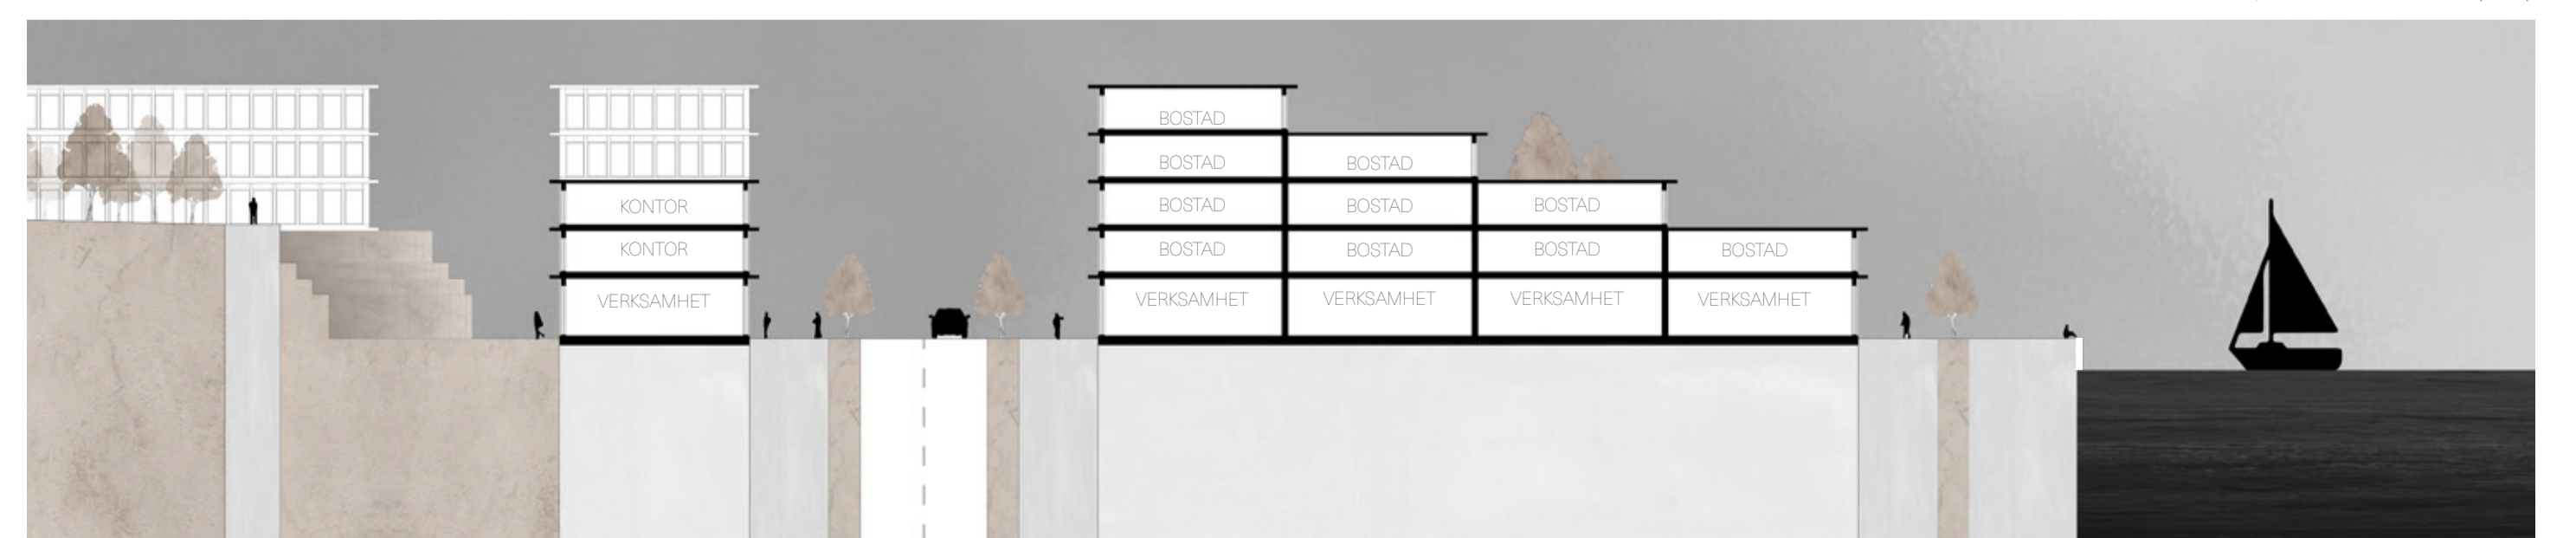 BOSTAD
BOSTAD BOSTAD
KONTOR BOSTAD BOSTAD BOSTAD
KONTOR BOSTAD BOSTAD BOSTAD BOSTAD
VERKSAMHET VERKSAMHET VERKSAMHET VERKSAMHET VERKSAMHET